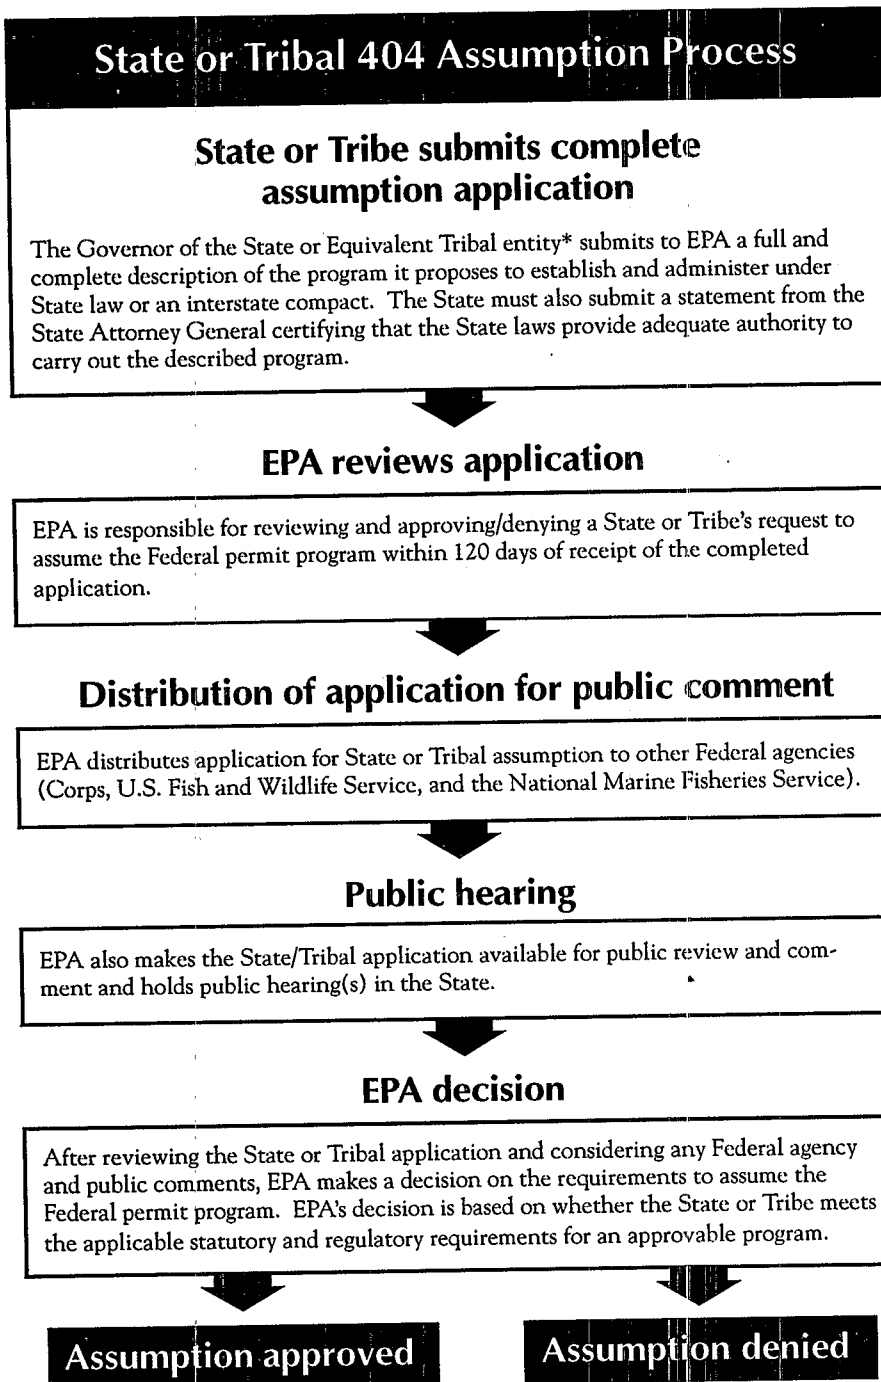 State or Tribal 404 Assumption Process
State or Tribe submits complete
assumption application
The Governor of the State or Equivalent Tribal entity* submits to EPA a full and
complete description of the program it proposes to establish and administer under
State law or an interstate compact. The State must also submit a statement from the
State Attorney General certifying that the State laws provide adequate authority to
carry out the described program.
EPA reviews application
EPA is responsible for reviewing and approving/denying a State or Tribe's request to
assume the Federal permit program within 120 days of receipt of the completed
application.
Distribution of application for public comment
EPA distributes application for State or Tribal assumption to other Federal agencies
(Corps, U.S. Fish and Wildlife Service, and the National Marine Fisheries Service).
Public hearing
EPA also makes the State/Tribal application available for public review and com-
ment and holds public hearing(s) in the State.
EPA decision
After reviewing the State or Tribal application and considering any Federal agency
and public comments, EPA makes a decision on the requirements to assume the
Federal permit program. EPA's decision is based on whether the State or Tribe meets
the applicable statutory and regulatory requirements for an approvable program.
Assumption approved
Assumption denied